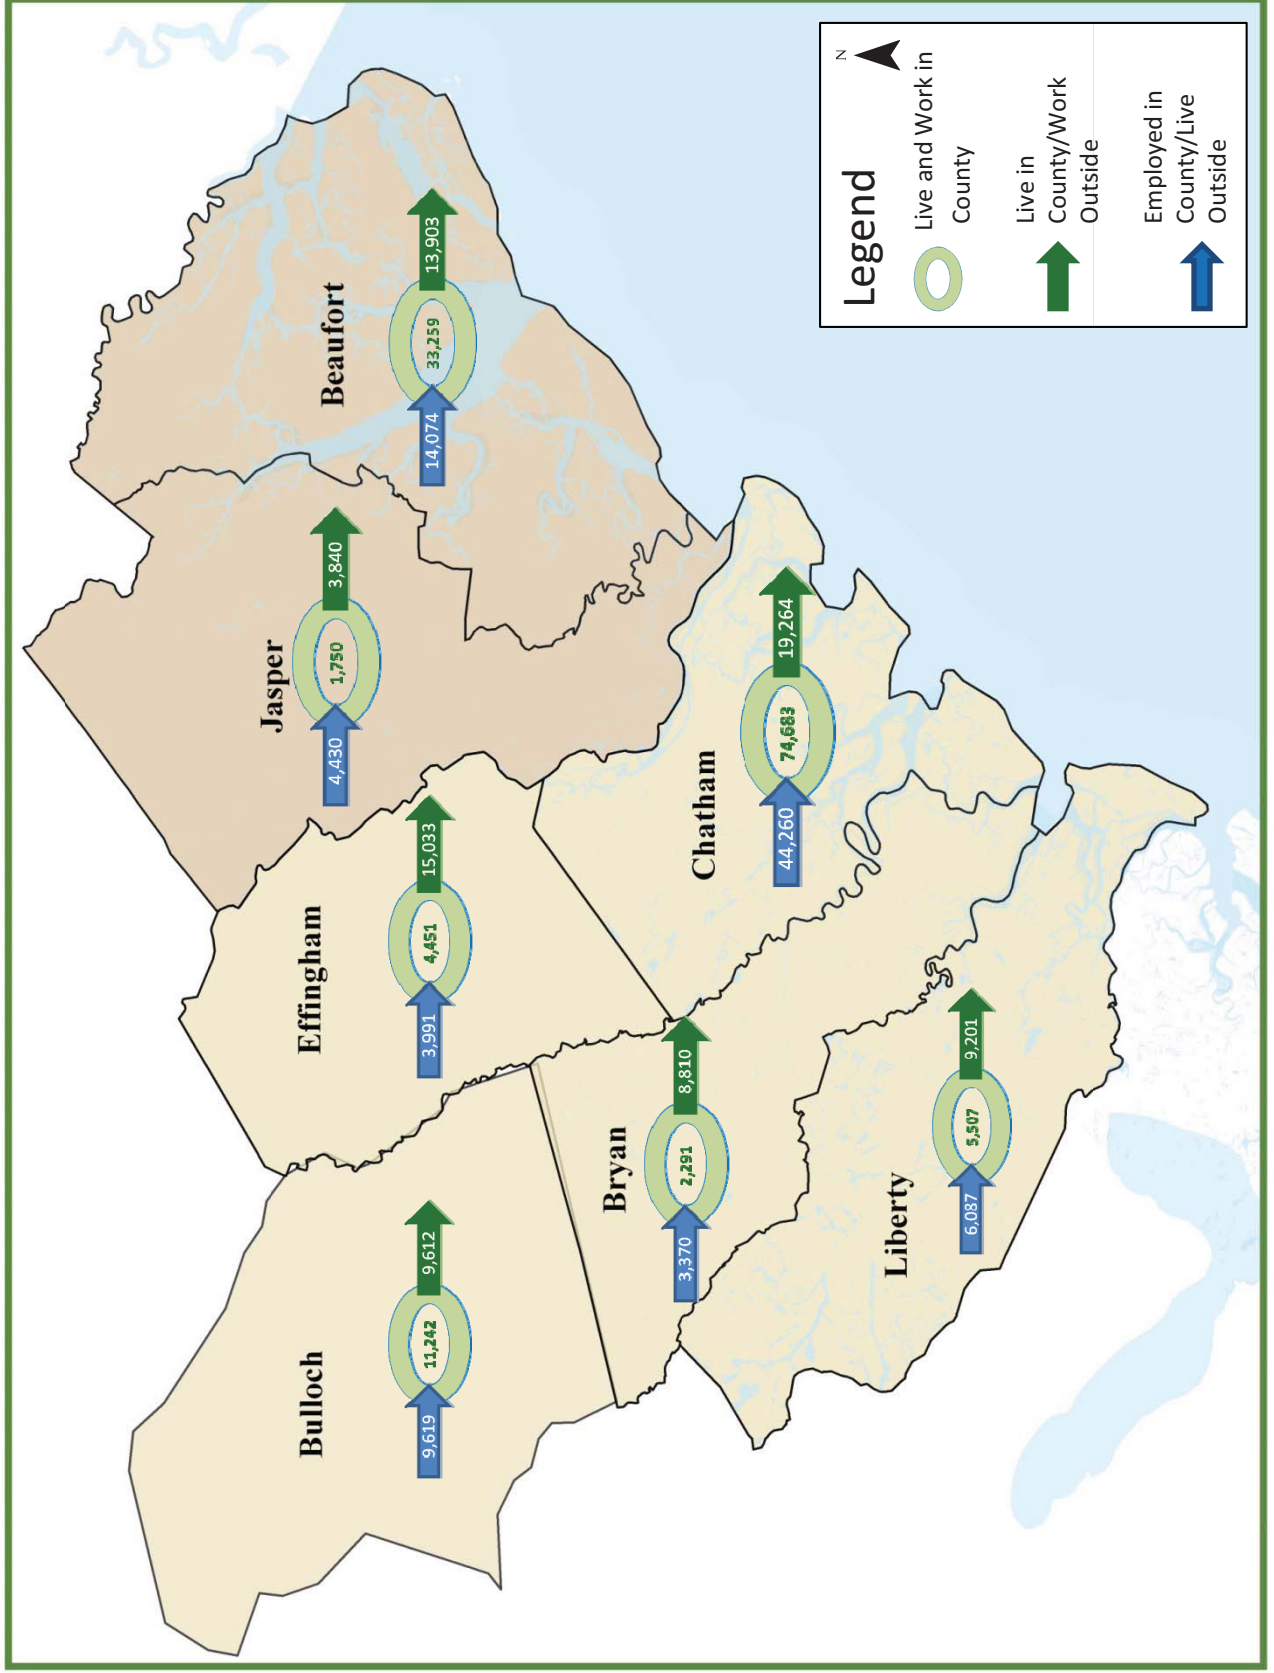 Beaufort
14,074
33,259
13,903
Jasper
4,430
1,750
3,840
Effingham
3,991
4,451
15,033
Bulloch
9,619
11,242
9,612
Bryan
3,370
2,291
8,810
Chatham
44,260
74,683
19,264
Liberty
6,087
5,507
9,201
N
Legend
Live and Work in
County
Live in
County/Work
Outside
Employed in
County/Live
Outside